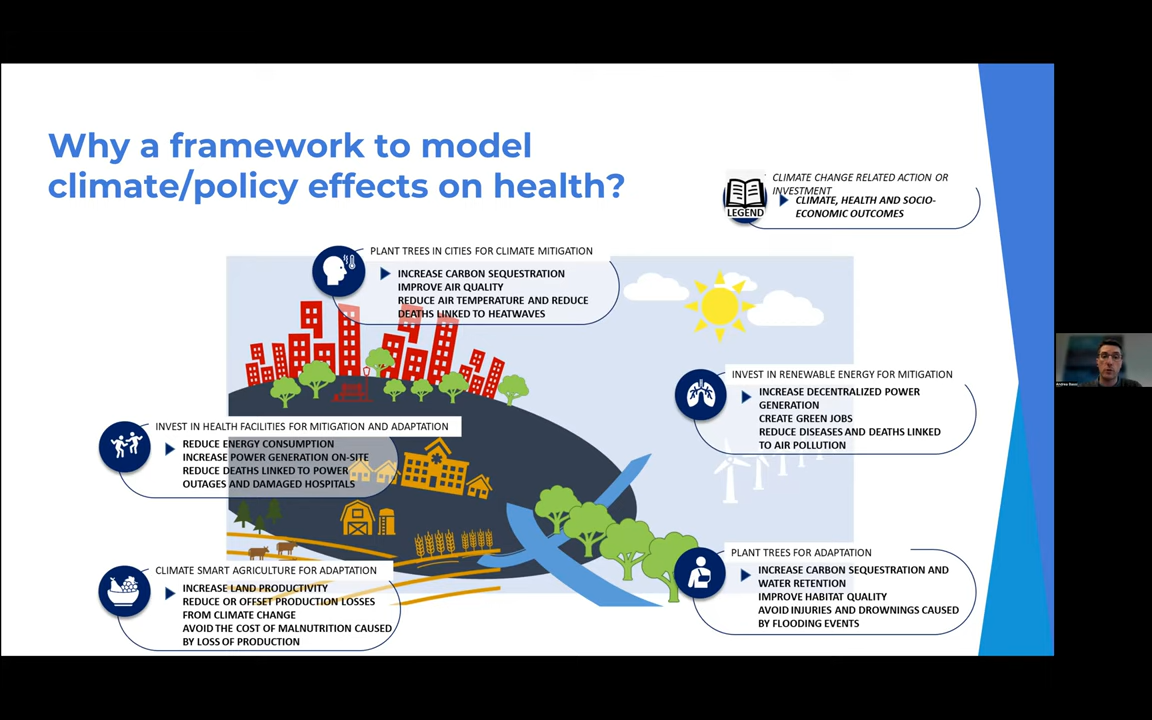 Why a framework to model
climate/policy effects on health?
CLIMATE CHANGE RELATED ACTION OR
INVESTMENT
CLIMATE, HEALTH AND SOCIO-
ECONOMIC OUTCOMES
LEGEND
PLANT TREES IN CITIES FOR CLIMATE MITIGATION
INCREASE CARBON SEQUESTRATION
IMPROVE AIR QUALITY
REDUCE AIR TEMPERATURE AND REDUCE
DEATHS LINKED TO HEATWAVES
INVEST IN RENEWABLE ENERGY FOR MITIGATION
INCREASE DECENTRALIZED POWER
GENERATION
CREATE GREEN JOBS
REDUCE DISEASES AND DEATHS LINKED
TO AIR POLLUTION
INVEST IN HEALTH FACILITIES FOR MITIGATION AND ADAPTATION
REDUCE ENERGY CONSUMPTION
INCREASE POWER GENERATION ON-SITE
REDUCE DEATHS LINKED TO POWER
OUTAGES AND DAMAGED HOSPITALS
PLANT TREES FOR ADAPTATION
INCREASE CARBON SEQUESTRATION AND
WATER RETENTION
IMPROVE HABITAT QUALITY
AVOID INJURIES AND DROWNINGS CAUSED
BY FLOODING EVENTS
CLIMATE SMART AGRICULTURE FOR ADAPTATION
INCREASE LAND PRODUCTIVITY
REDUCE OR OFFSET PRODUCTION LOSSES
FROM CLIMATE CHANGE
AVOID THE COST OF MALNUTRITION CAUSED
BY LOSS OF PRODUCTION